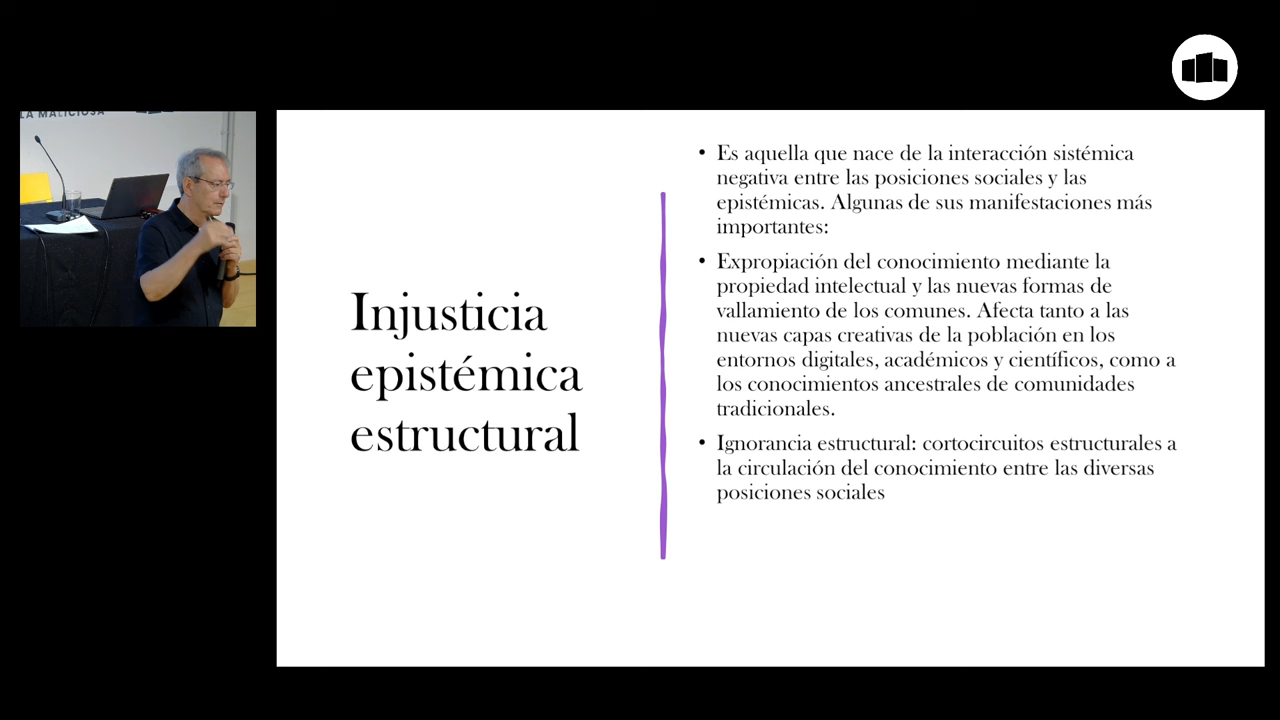 LA MALICIOSA
Injusticia
epistémica
estructural
• Es aquella que nace de la interacción sistémica
negativa entre las posiciones sociales y las
epistémicas. Algunas de sus manifestaciones más
importantes:
• Expropiación del conocimiento mediante la
propiedad intelectual y las nuevas formas de
vallamiento de los comunes. Afecta tanto a las
nuevas capas creativas de la población en los
entornos digitales, académicos y científicos, como a
los conocimientos ancestrales de comunidades
tradicionales.
• Ignorancia estructural: cortocircuitos estructurales a
la circulación del conocimiento entre las diversas
posiciones sociales